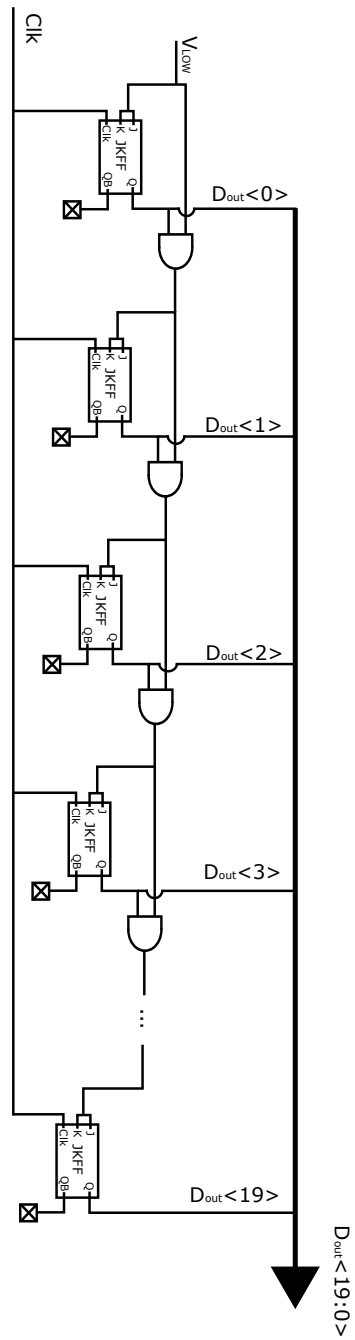 Clk
V_LOW
J
K
Clk
JKFF
Q
QB
D_out<0>
J
K
Clk
JKFF
Q
QB
D_out<1>
J
K
Clk
JKFF
Q
QB
D_out<2>
J
K
Clk
JKFF
Q
QB
D_out<3>
...
J
K
Clk
JKFF
Q
QB
D_out<19>
D_out<19:0>